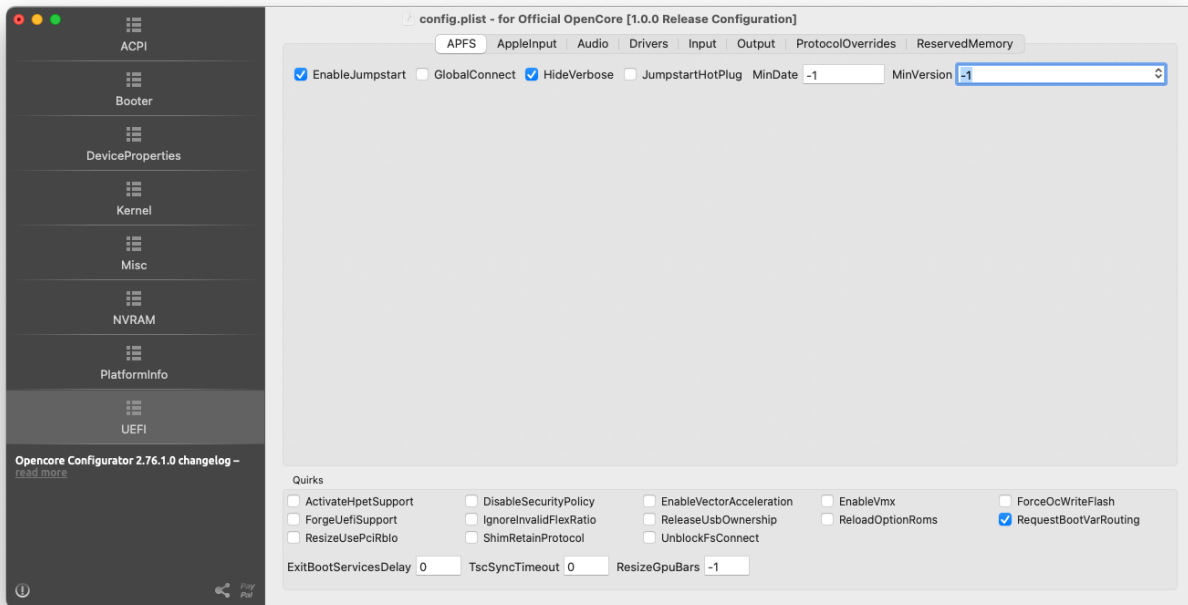 config.plist - for Official OpenCore [1.0.0 Release Configuration]
ACPI
Booter
DeviceProperties
Kernel
Misc
NVRAM
PlatformInfo
UEFI
Opencore Configurator 2.76.1.0 changelog –
read more
Pay
Pal
APFS AppleInput Audio Drivers Input Output ProtocolOverrides ReservedMemory
EnableJumpstart GlobalConnect HideVerbose JumpstartHotPlug MinDate -1 MinVersion -1
Quirks
ActivateHpetSupport DisableSecurityPolicy EnableVectorAcceleration EnableVmx ForceOcWriteFlash
ForgeUefiSupport IgnoreInvalidFlexRatio ReleaseUsbOwnership ReloadOptionRoms RequestBootVarRouting
ResizeUsePciRbIo ShimRetainProtocol UnblockFsConnect
ExitBootServicesDelay 0 TscSyncTimeout 0 ResizeGpuBars -1